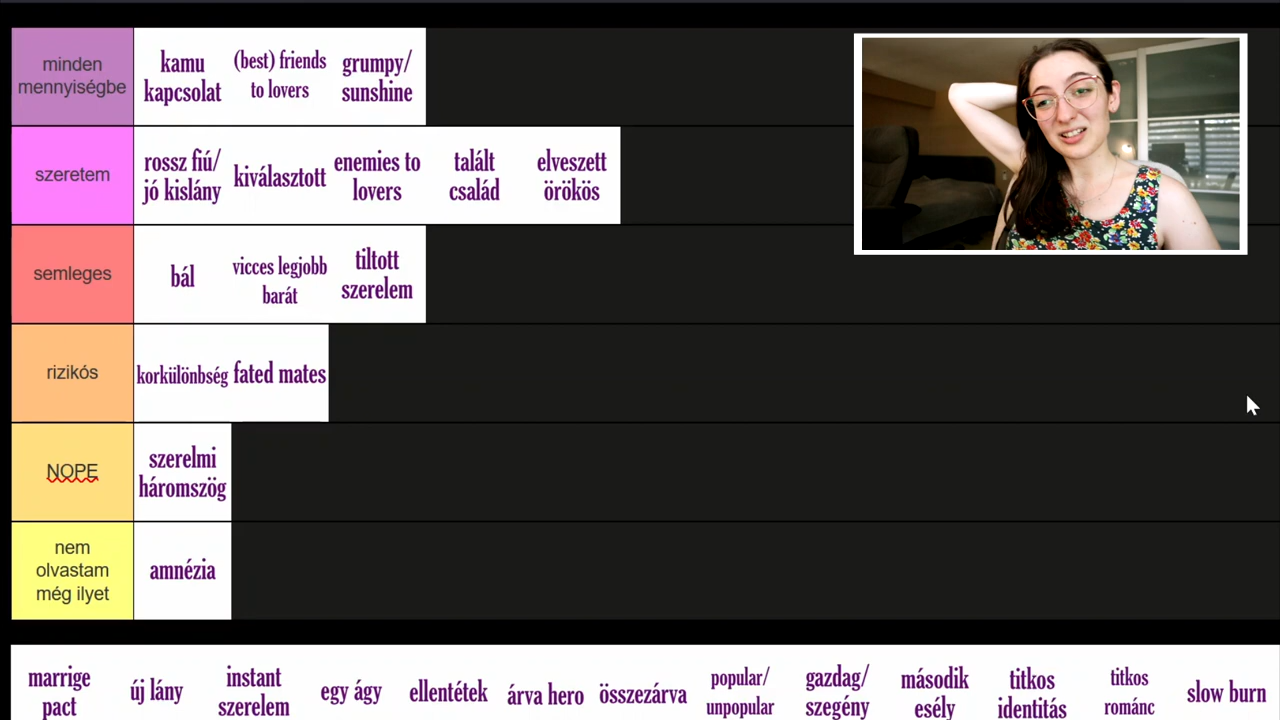 minden
mennyiségbe
kamu
kapcsolat
(best) friends
to lovers
grumpy/
sunshine
szeretem
rossz fiú/
jó kislány
kiválasztott
enemies to
lovers
talált
család
elveszett
örökös
semleges
bál
vicces legjobb
barát
tiltott
szerelem
rizikós
korkülönbség
fated mates
NOPE
szerelmi
háromszög
nem
olvastam
még ilyet
amnézia
marrige
pact
új lány
instant
szerelem
egy ágy
ellentétek
árva hero
összezárva
popular/
unpopular
gazdag/
szegény
második
esély
titkos
identitás
titkos
románc
slow burn